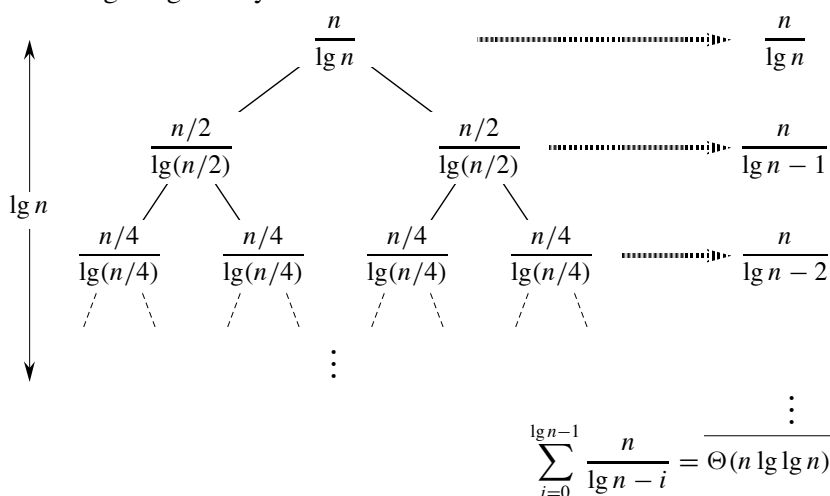 n/lg n n/lg n
(n/2)/lg(n/2) (n/2)/lg(n/2) n/(lg n − 1)
lg n
(n/4)/lg(n/4) (n/4)/lg(n/4) (n/4)/lg(n/4) (n/4)/lg(n/4) n/(lg n − 2)
⋮
⋮
∑_{i=0}^{lg n−1} n/(lg n − i) = Θ(n lg lg n)